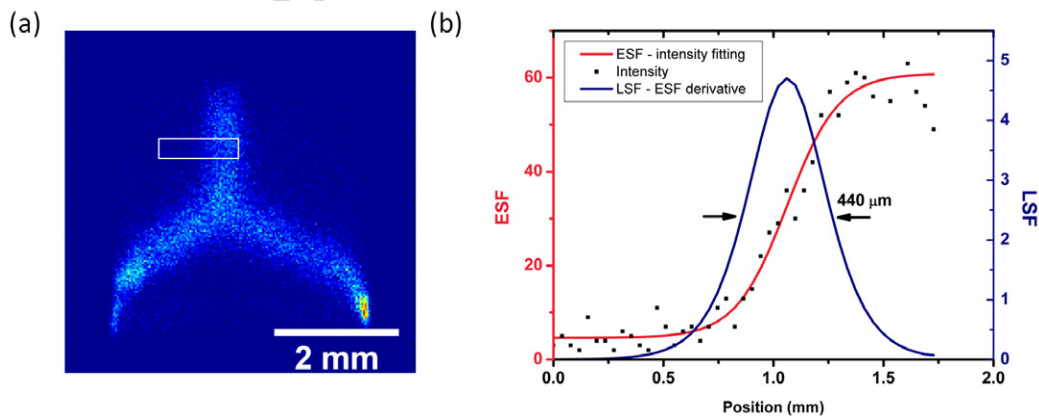 (a)
2 mm
(b)
ESF - intensity fitting
Intensity
LSF - ESF derivative
440 µm
ESF
60
40
20
0
LSF
5
4
3
2
1
0
0.0 0.5 1.0 1.5 2.0
Position (mm)